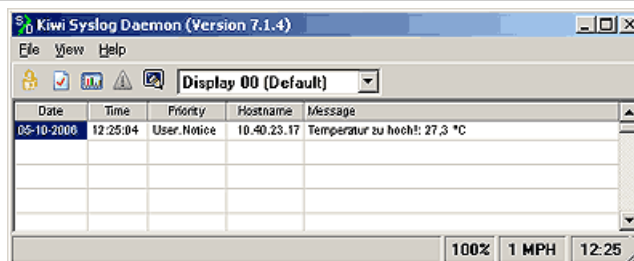 Kiwi Syslog Daemon (Version 7.1.4)
File View Help
Display 00 (Default)
Date Time Priority Hostname Message
05-10-2006 12:25:04 User.Notice 10.40.23.17 Temperatur zu hoch!: 27,3 °C
100% 1 MPH 12:25